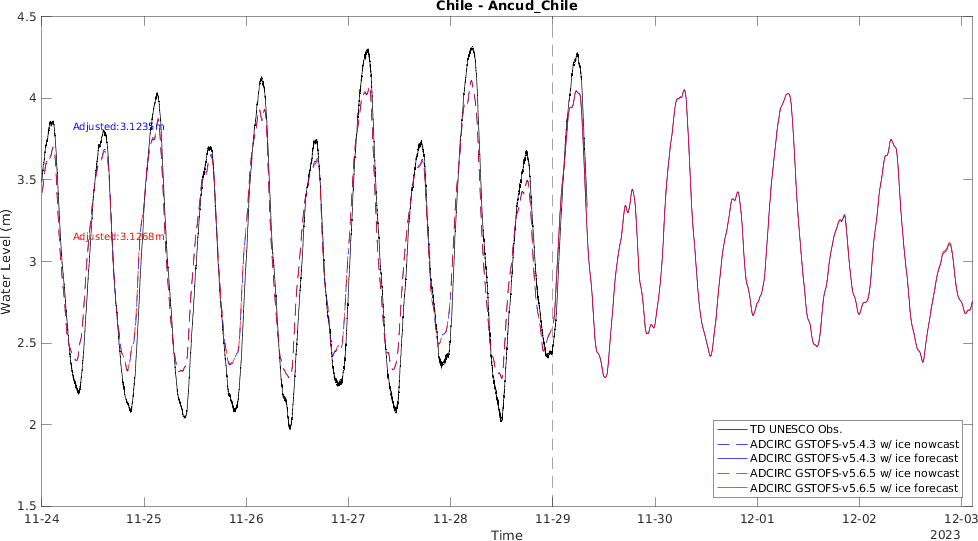 Chile - Ancud_Chile
4.5
4
3.5
3
2.5
2
1.5
Water Level (m)
Adjusted:3.1235m
Adjusted:3.1268m
TD UNESCO Obs.
ADCIRC GSTOFS-v5.4.3 w/ ice nowcast
ADCIRC GSTOFS-v5.4.3 w/ ice forecast
ADCIRC GSTOFS-v5.6.5 w/ ice nowcast
ADCIRC GSTOFS-v5.6.5 w/ ice forecast
11-24 11-25 11-26 11-27 11-28 11-29 11-30 12-01 12-02 12-03
2023
Time